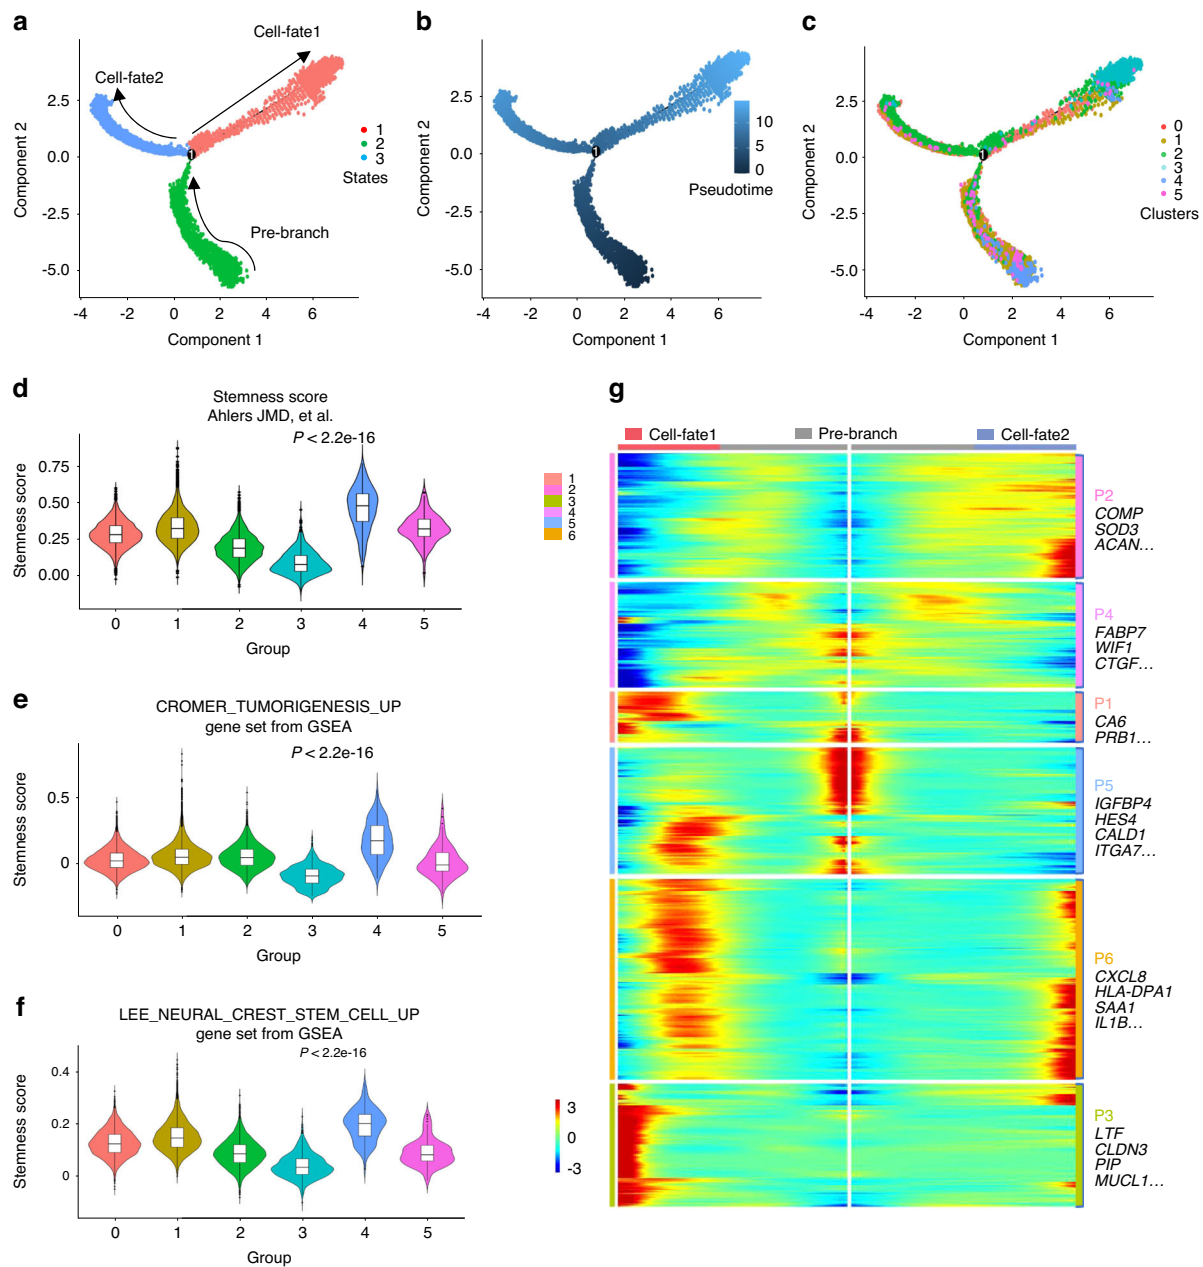 a
Cell-fate1
Cell-fate2
2.5
0.0
-2.5
-5.0
Component 2
1
Pre-branch
1
2
3
States
-4 -2 0 2 4 6
Component 1
b
2.5
0.0
-2.5
-5.0
Component 2
1
10
5
0
Pseudotime
-4 -2 0 2 4 6
Component 1
c
2.5
0.0
-2.5
-5.0
Component 2
1
0
1
2
3
4
5
Clusters
-4 -2 0 2 4 6
Component 1
d
Stemness score
Ahlers JMD, et al.
P < 2.2e-16
0.75
0.50
0.25
0.00
Stemness score
0 1 2 3 4 5
Group
e
CROMER_TUMORIGENESIS_UP
gene set from GSEA
P < 2.2e-16
0.5
0
Stemness score
0 1 2 3 4 5
Group
f
LEE_NEURAL_CREST_STEM_CELL_UP
gene set from GSEA
P < 2.2e-16
0.4
0.2
0
Stemness score
0 1 2 3 4 5
Group
g
Cell-fate1 Pre-branch Cell-fate2
1
2
3
4
5
6
P2
COMP
SOD3
ACAN...
P4
FABP7
WIF1
CTGF...
P1
CA6
PRB1...
P5
IGFBP4
HES4
CALD1
ITGA7...
P6
CXCL8
HLA-DPA1
SAA1
IL1B...
P3
LTF
CLDN3
PIP
MUCL1...
3
0
-3